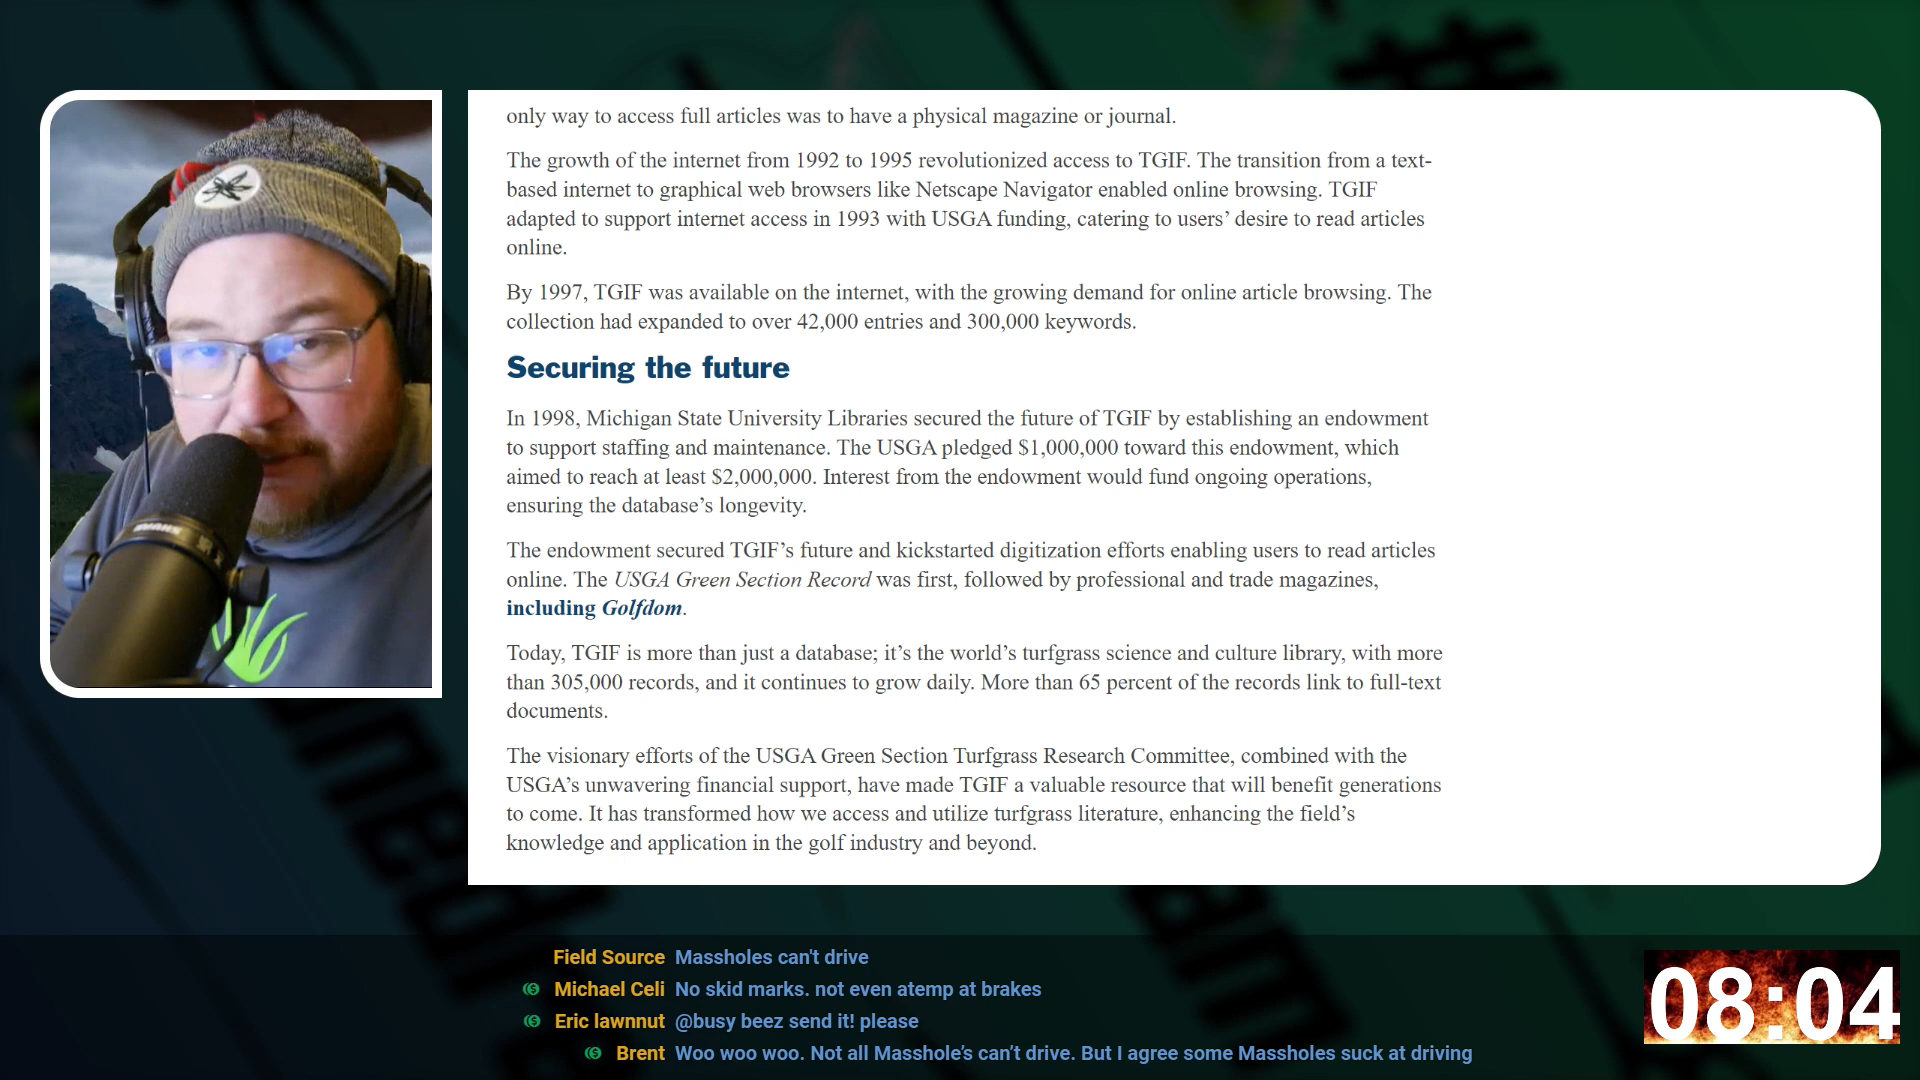 only way to access full articles was to have a physical magazine or journal.
The growth of the internet from 1992 to 1995 revolutionized access to TGIF. The transition from a text-
based internet to graphical web browsers like Netscape Navigator enabled online browsing. TGIF
adapted to support internet access in 1993 with USGA funding, catering to users’ desire to read articles
online.
By 1997, TGIF was available on the internet, with the growing demand for online article browsing. The
collection had expanded to over 42,000 entries and 300,000 keywords.
Securing the future
In 1998, Michigan State University Libraries secured the future of TGIF by establishing an endowment
to support staffing and maintenance. The USGA pledged $1,000,000 toward this endowment, which
aimed to reach at least $2,000,000. Interest from the endowment would fund ongoing operations,
ensuring the database’s longevity.
The endowment secured TGIF’s future and kickstarted digitization efforts enabling users to read articles
online. The USGA Green Section Record was first, followed by professional and trade magazines,
including Golfdom.
Today, TGIF is more than just a database; it’s the world’s turfgrass science and culture library, with more
than 305,000 records, and it continues to grow daily. More than 65 percent of the records link to full-text
documents.
The visionary efforts of the USGA Green Section Turfgrass Research Committee, combined with the
USGA’s unwavering financial support, have made TGIF a valuable resource that will benefit generations
to come. It has transformed how we access and utilize turfgrass literature, enhancing the field’s
knowledge and application in the golf industry and beyond.
Field Source Massholes can't drive
Michael Celi No skid marks. not even atemp at brakes
Eric lawnnut @busy beez send it! please
Brent Woo woo woo. Not all Masshole’s can’t drive. But I agree some Massholes suck at driving
08:04